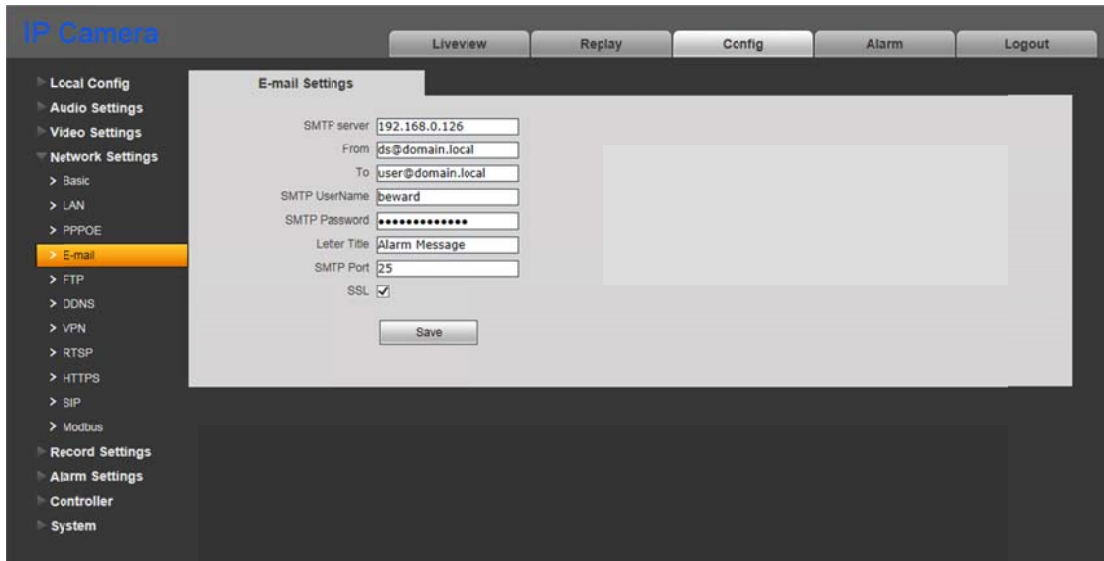 IP Camera
Liveview Replay Config Alarm Logout
Local Config
Audio Settings
Video Settings
Network Settings
> Basic
> LAN
> PPPOE
> E-mail
> FTP
> DDNS
> VPN
> RTSP
> HTTPS
> SIP
> Modbus
Record Settings
Alarm Settings
Controller
System
E-mail Settings
SMTP server 192.168.0.126
From ds@domain.local
To user@domain.local
SMTP UserName beward
SMTP Password •••••••••••••
Leter Title Alarm Message
SMTP Port 25
SSL
Save